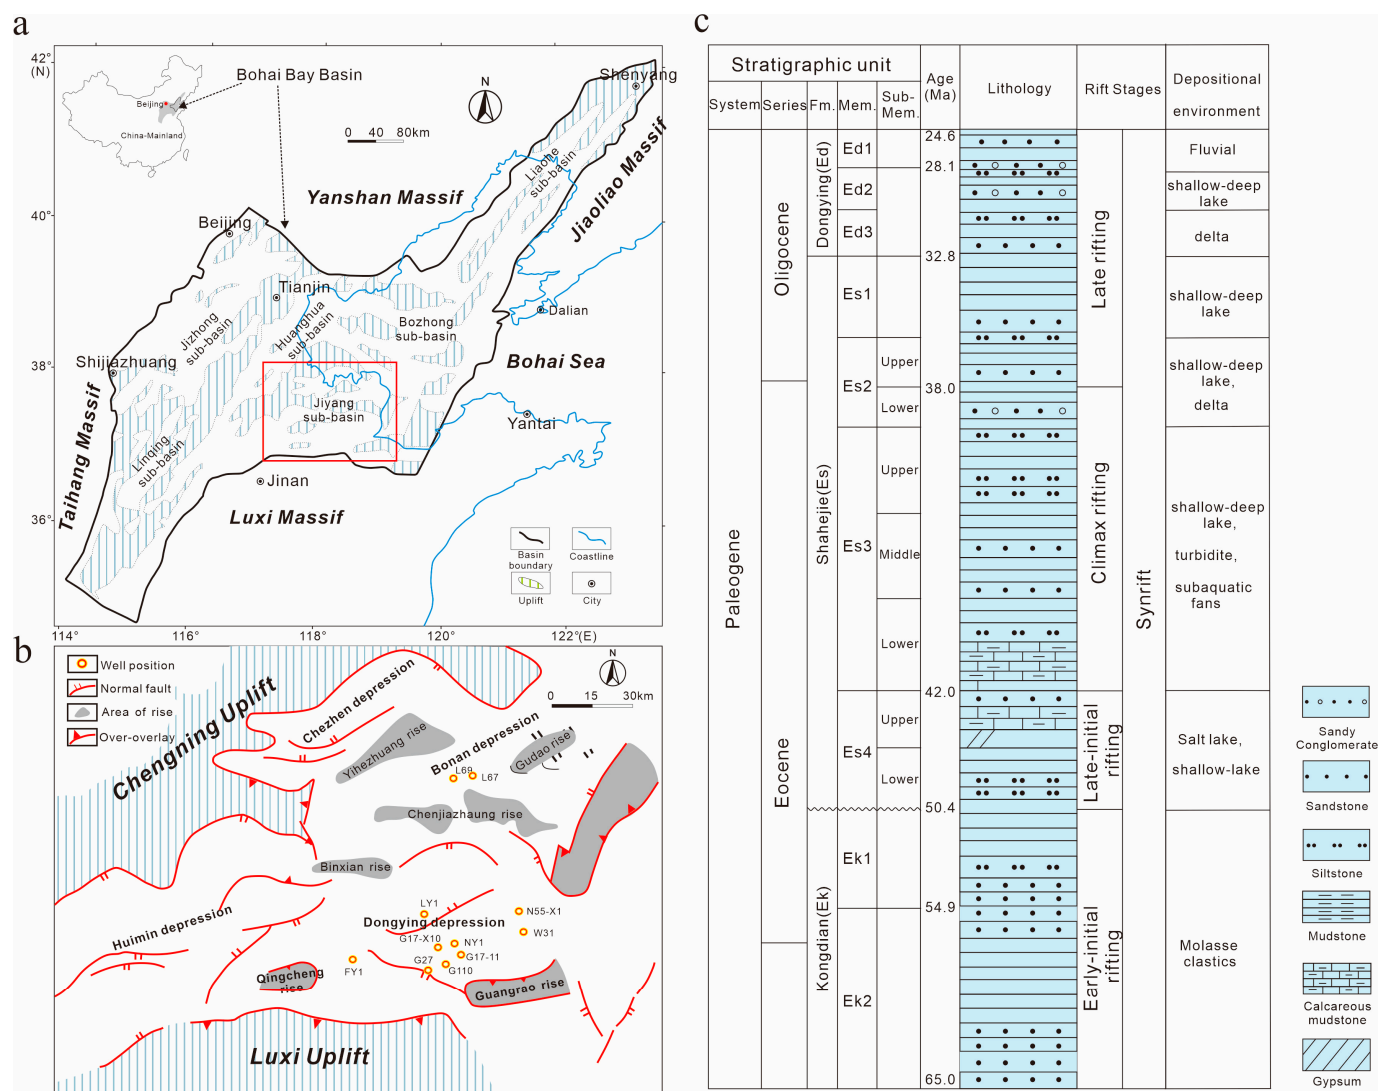 a
42°
(N)
40°
38°
36°
114°
116°
118°
120°
122°(E)
Bohai Bay Basin
Beijing
China-Mainland
N
0 40 80km
Shenyang
Yanshan Massif
Liaohe
sub-basin
Jiaoliao Massif
Beijing
Tianjin
Jizhong
sub-basin
Huanghua
sub-basin
Bozhong
sub-basin
Dalian
Shijiazhuang
Bohai Sea
Jiyang
sub-basin
Yantai
Taihang Massif
Linqing
sub-basin
Jinan
Luxi Massif
Basin
boundary
Coastline
Uplift
City
b
Well position
Normal fault
Area of rise
Over-overlay
N
0 15 30km
Chengning Uplift
Chezhen depression
Yihezhuang rise
Bonan depression
Gudao rise
L69
L67
Chenjiazhaung rise
Binxian rise
LY1
N55-X1
Dongying depression
W31
Huimin depression
G17-X10
NY1
G17-11
G27
G110
FY1
Qingcheng
rise
Guangrao rise
Luxi Uplift
c
Stratigraphic unit
System
Series
Fm.
Mem.
Sub-
Mem.
Age
(Ma)
Lithology
Rift Stages
Depositional
environment
Paleogene
Oligocene
Eocene
Dongying(Ed)
Shahejie(Es)
Kongdian(Ek)
Ed1
Ed2
Ed3
Es1
Es2
Es3
Es4
Ek1
Ek2
Upper
Lower
Upper
Middle
Lower
Upper
Lower
24.6
28.1
32.8
38.0
42.0
50.4
54.9
65.0
Late rifting
Climax rifting
Late-initial
rifting
Early-initial
rifting
Synrift
Fluvial
shallow-deep
lake
delta
shallow-deep
lake
shallow-deep
lake,
delta
shallow-deep
lake,
turbidite,
subaquatic
fans
Salt lake,
shallow-lake
Molasse
clastics
Sandy
Conglomerate
Sandstone
Siltstone
Mudstone
Calcareous
mudstone
Gypsum